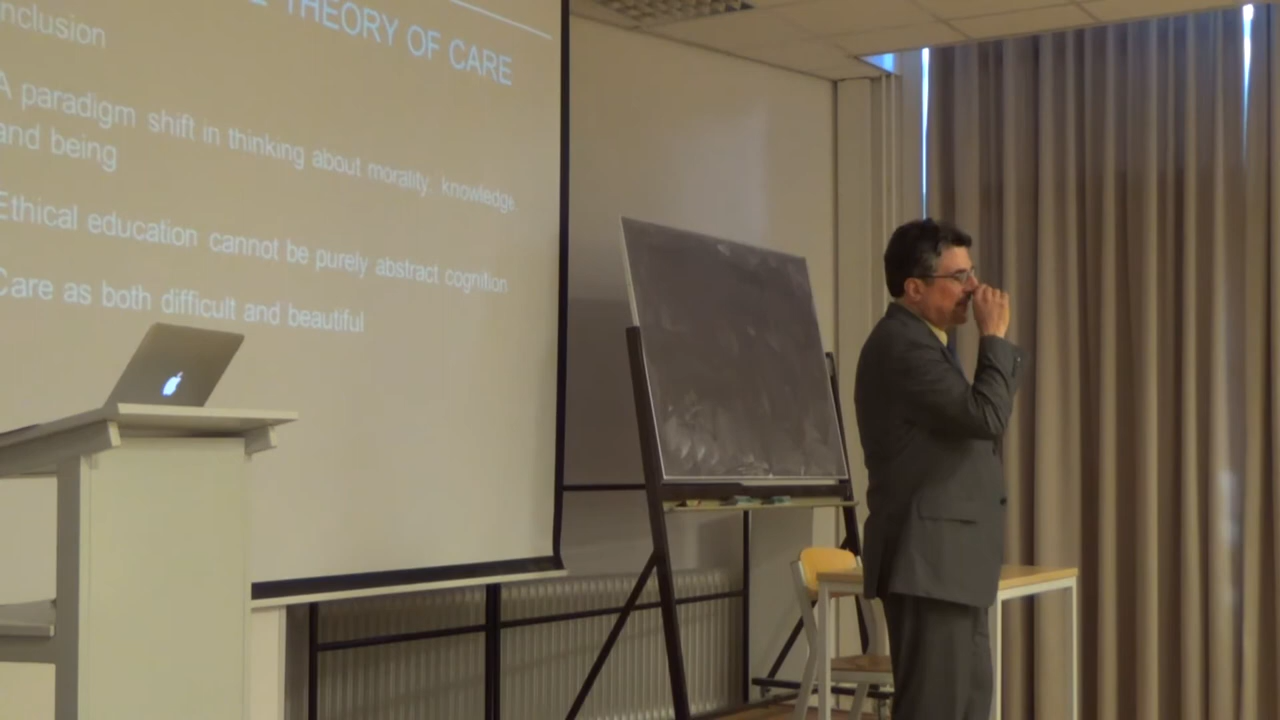 THEORY OF CARE
nclusion
A paradigm shift in thinking about morality, knowledge,
and being
Ethical education cannot be purely abstract cognition
Care as both difficult and beautiful